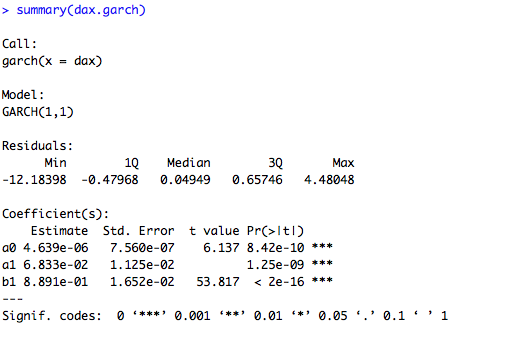 > summary(dax.garch)
Call:
garch(x = dax)
Model:
GARCH(1,1)
Residuals:
Min 1Q Median 3Q Max
-12.18398 -0.47968 0.04949 0.65746 4.48048
Coefficient(s):
Estimate Std. Error t value Pr(>|t|)
a0 4.639e-06 7.560e-07 6.137 8.42e-10 ***
a1 6.833e-02 1.125e-02 1.25e-09 ***
b1 8.891e-01 1.652e-02 53.817 < 2e-16 ***
---
Signif. codes: 0 ‘***’ 0.001 ‘**’ 0.01 ‘*’ 0.05 ‘.’ 0.1 ‘ ’ 1